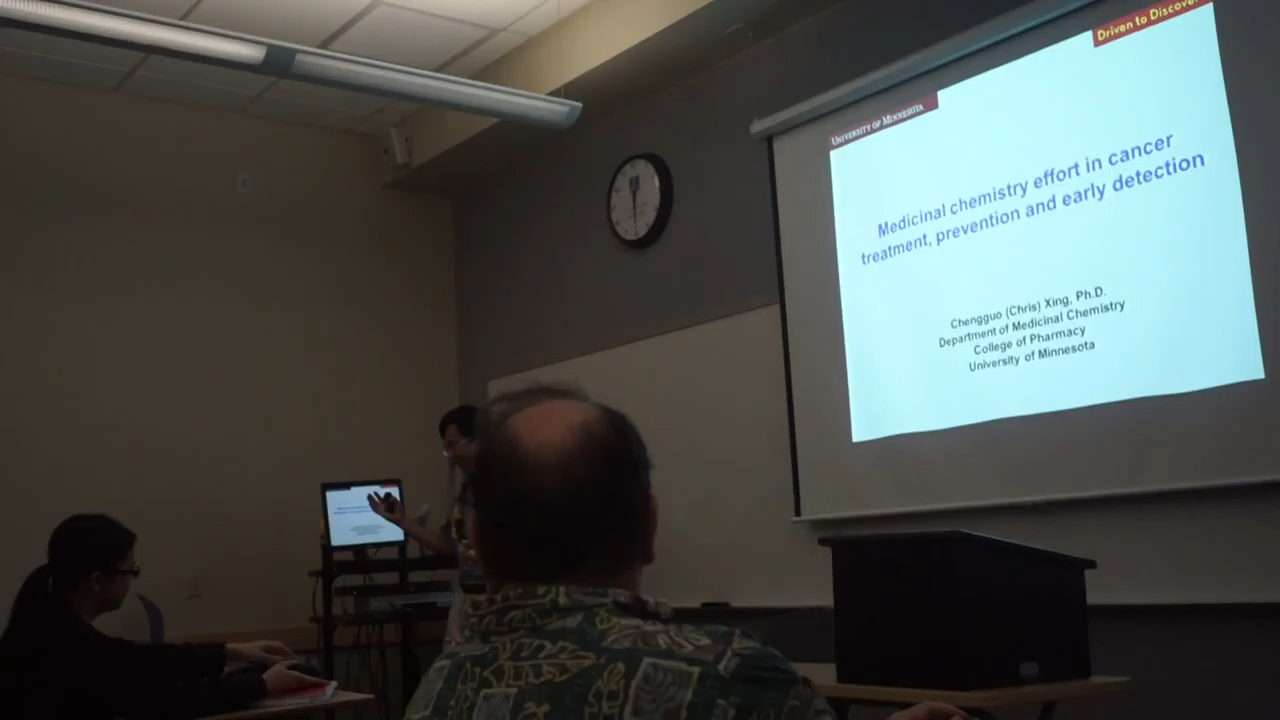 Driven to Discover
UNIVERSITY OF MINNESOTA
Medicinal chemistry effort in cancer
treatment, prevention and early detection
Chengguo (Chris) Xing, Ph.D.
Department of Medicinal Chemistry
College of Pharmacy
University of Minnesota